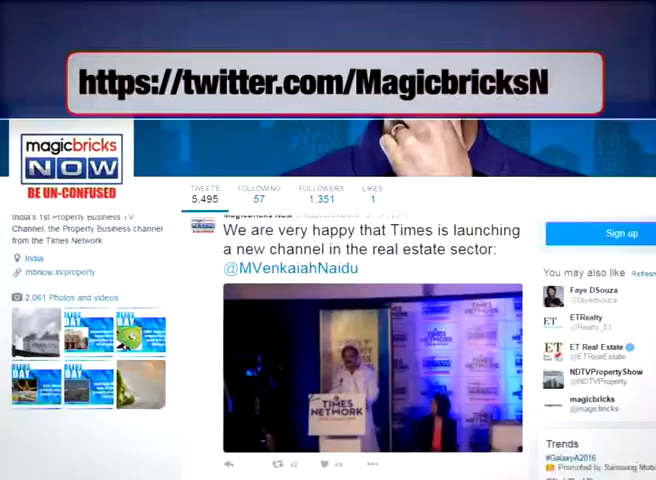 https://twitter.com/MagicbricksN
magicbricks
NOW
BE UN-CONFUSED
TWEETS
FOLLOWING
FOLLOWERS
LIKES
5,495
57
1,351
1
India's 1st Property Business TV
Channel, the Property Business channel
from the Times Network
India
mbnow.in/property
2,061 Photos and videos
We are very happy that Times is launching
a new channel in the real estate sector:
@MVenkaiahNaidu
TIMES
NETWORK
Sign up
You may also like
Refresh
Faye DSouza
@fayedsouza
ETRealty
@Realty_Et
ET Real Estate
@ETRealEstate
NDTVPropertyShow
@NDTVProperty
magicbricks
@magicbricks
Trends
#GalaxyA2016
Promoted by Samsung Mobi